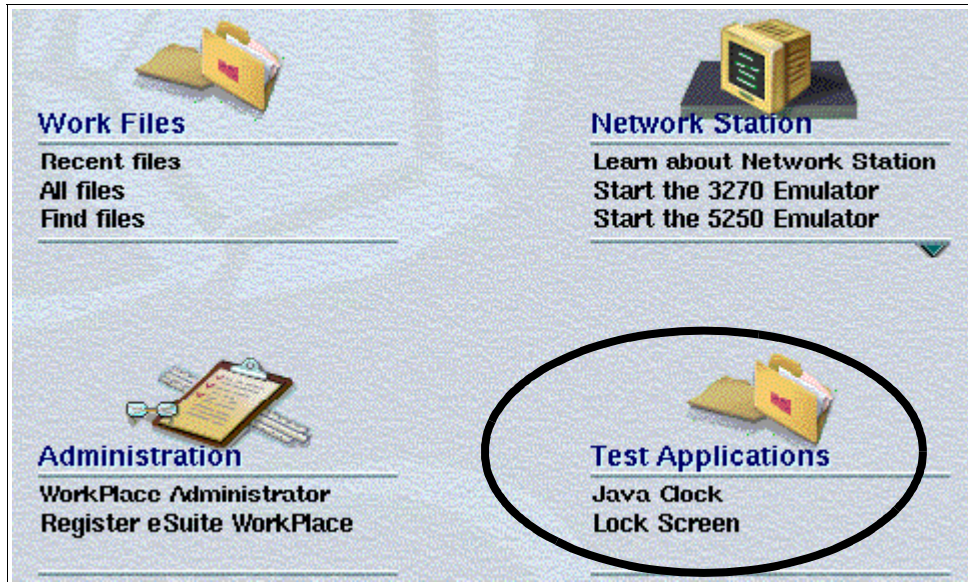 Work Files
Recent files
All files
Find files
Network Station
Learn about Network Station
Start the 3270 Emulator
Start the 5250 Emulator
Administration
WorkPlace Administrator
Register eSuite WorkPlace
Test Applications
Java Clock
Lock Screen